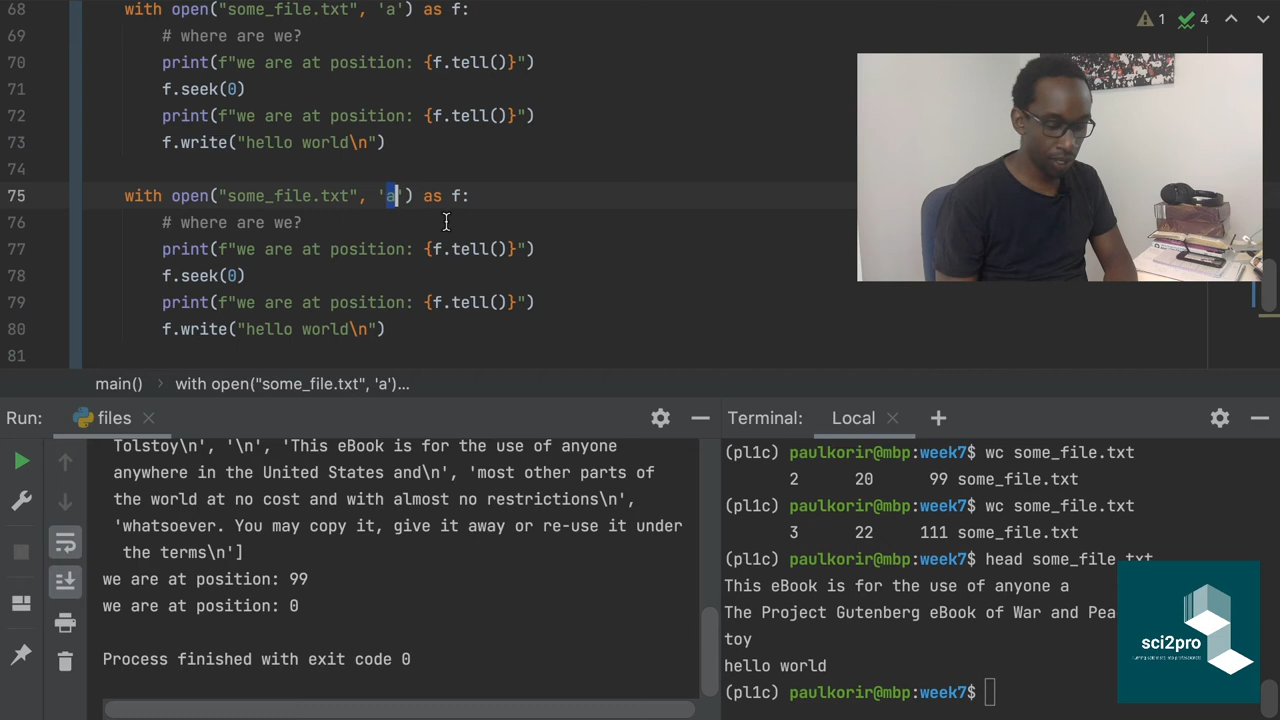 68 with open("some_file.txt", 'a') as f:
69 # where are we?
70 print(f"we are at position: {f.tell()}")
71 f.seek(0)
72 print(f"we are at position: {f.tell()}")
73 f.write("hello world\n")
74
75 with open("some_file.txt", 'a') as f:
76 # where are we?
77 print(f"we are at position: {f.tell()}")
78 f.seek(0)
79 print(f"we are at position: {f.tell()}")
80 f.write("hello world\n")
81
1 4
main() › with open("some_file.txt", 'a')...
Run: files
Tolstoy\n', '\n', 'This eBook is for the use of anyone
anywhere in the United States and\n', 'most other parts of
the world at no cost and with almost no restrictions\n',
'whatsoever. You may copy it, give it away or re-use it under
the terms\n']
we are at position: 99
we are at position: 0
Process finished with exit code 0
Terminal: Local
(pl1c) paulkorir@mbp:week7$ wc some_file.txt
2 20 99 some_file.txt
(pl1c) paulkorir@mbp:week7$ wc some_file.txt
3 22 111 some_file.txt
(pl1c) paulkorir@mbp:week7$ head some_file.txt
This eBook is for the use of anyone a
The Project Gutenberg eBook of War and Pea
toy
hello world
(pl1c) paulkorir@mbp:week7$
sci2pro